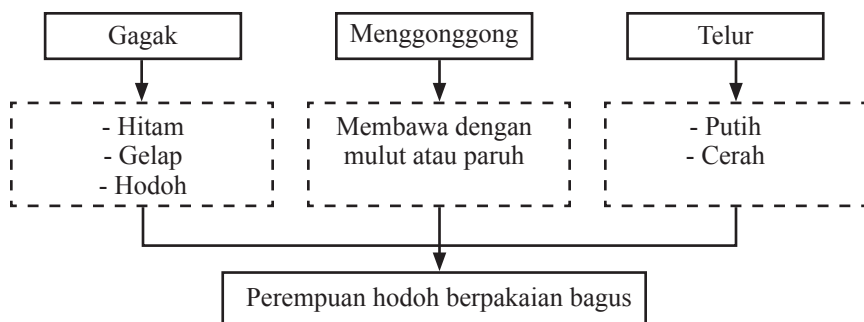 Gagak
Menggonggong
Telur
- Hitam
- Gelap
- Hodoh
Membawa dengan
mulut atau paruh
- Putih
- Cerah
Perempuan hodoh berpakaian bagus